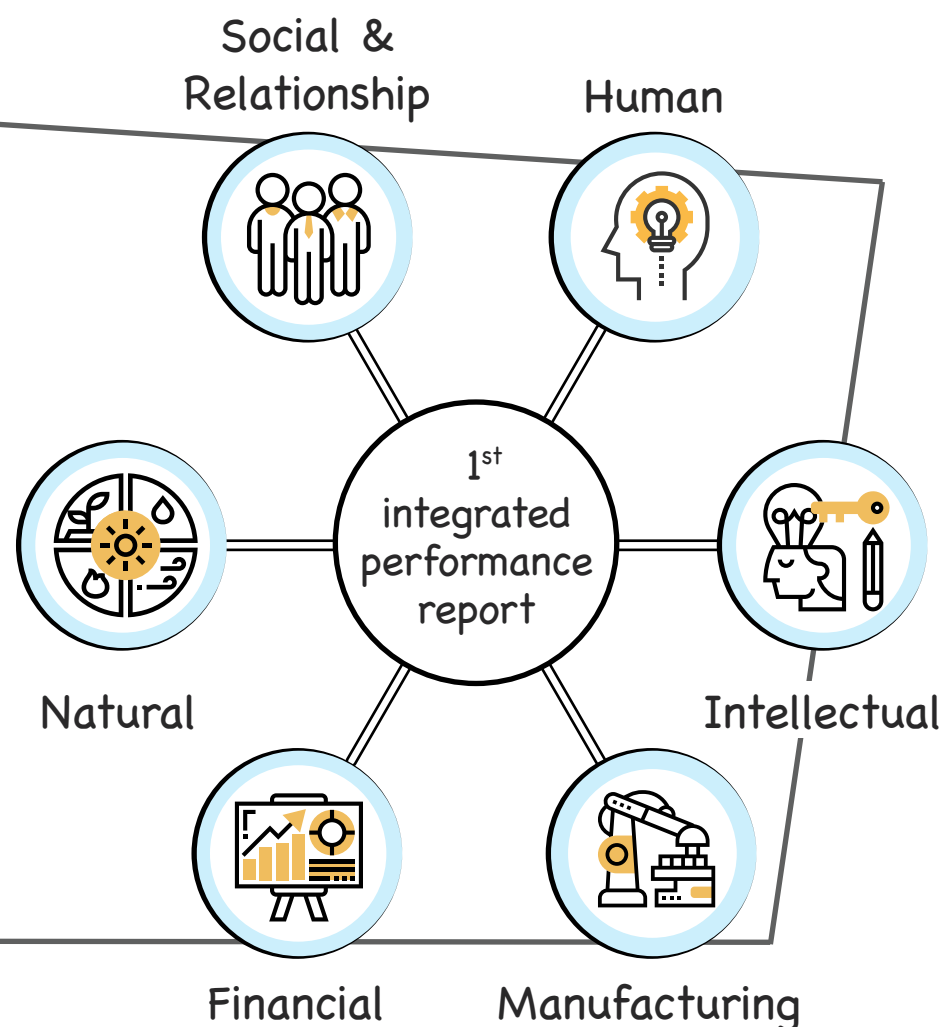 Social &
Relationship
Human
1st
integrated
performance
report
Natural
Intellectual
Financial
Manufacturing